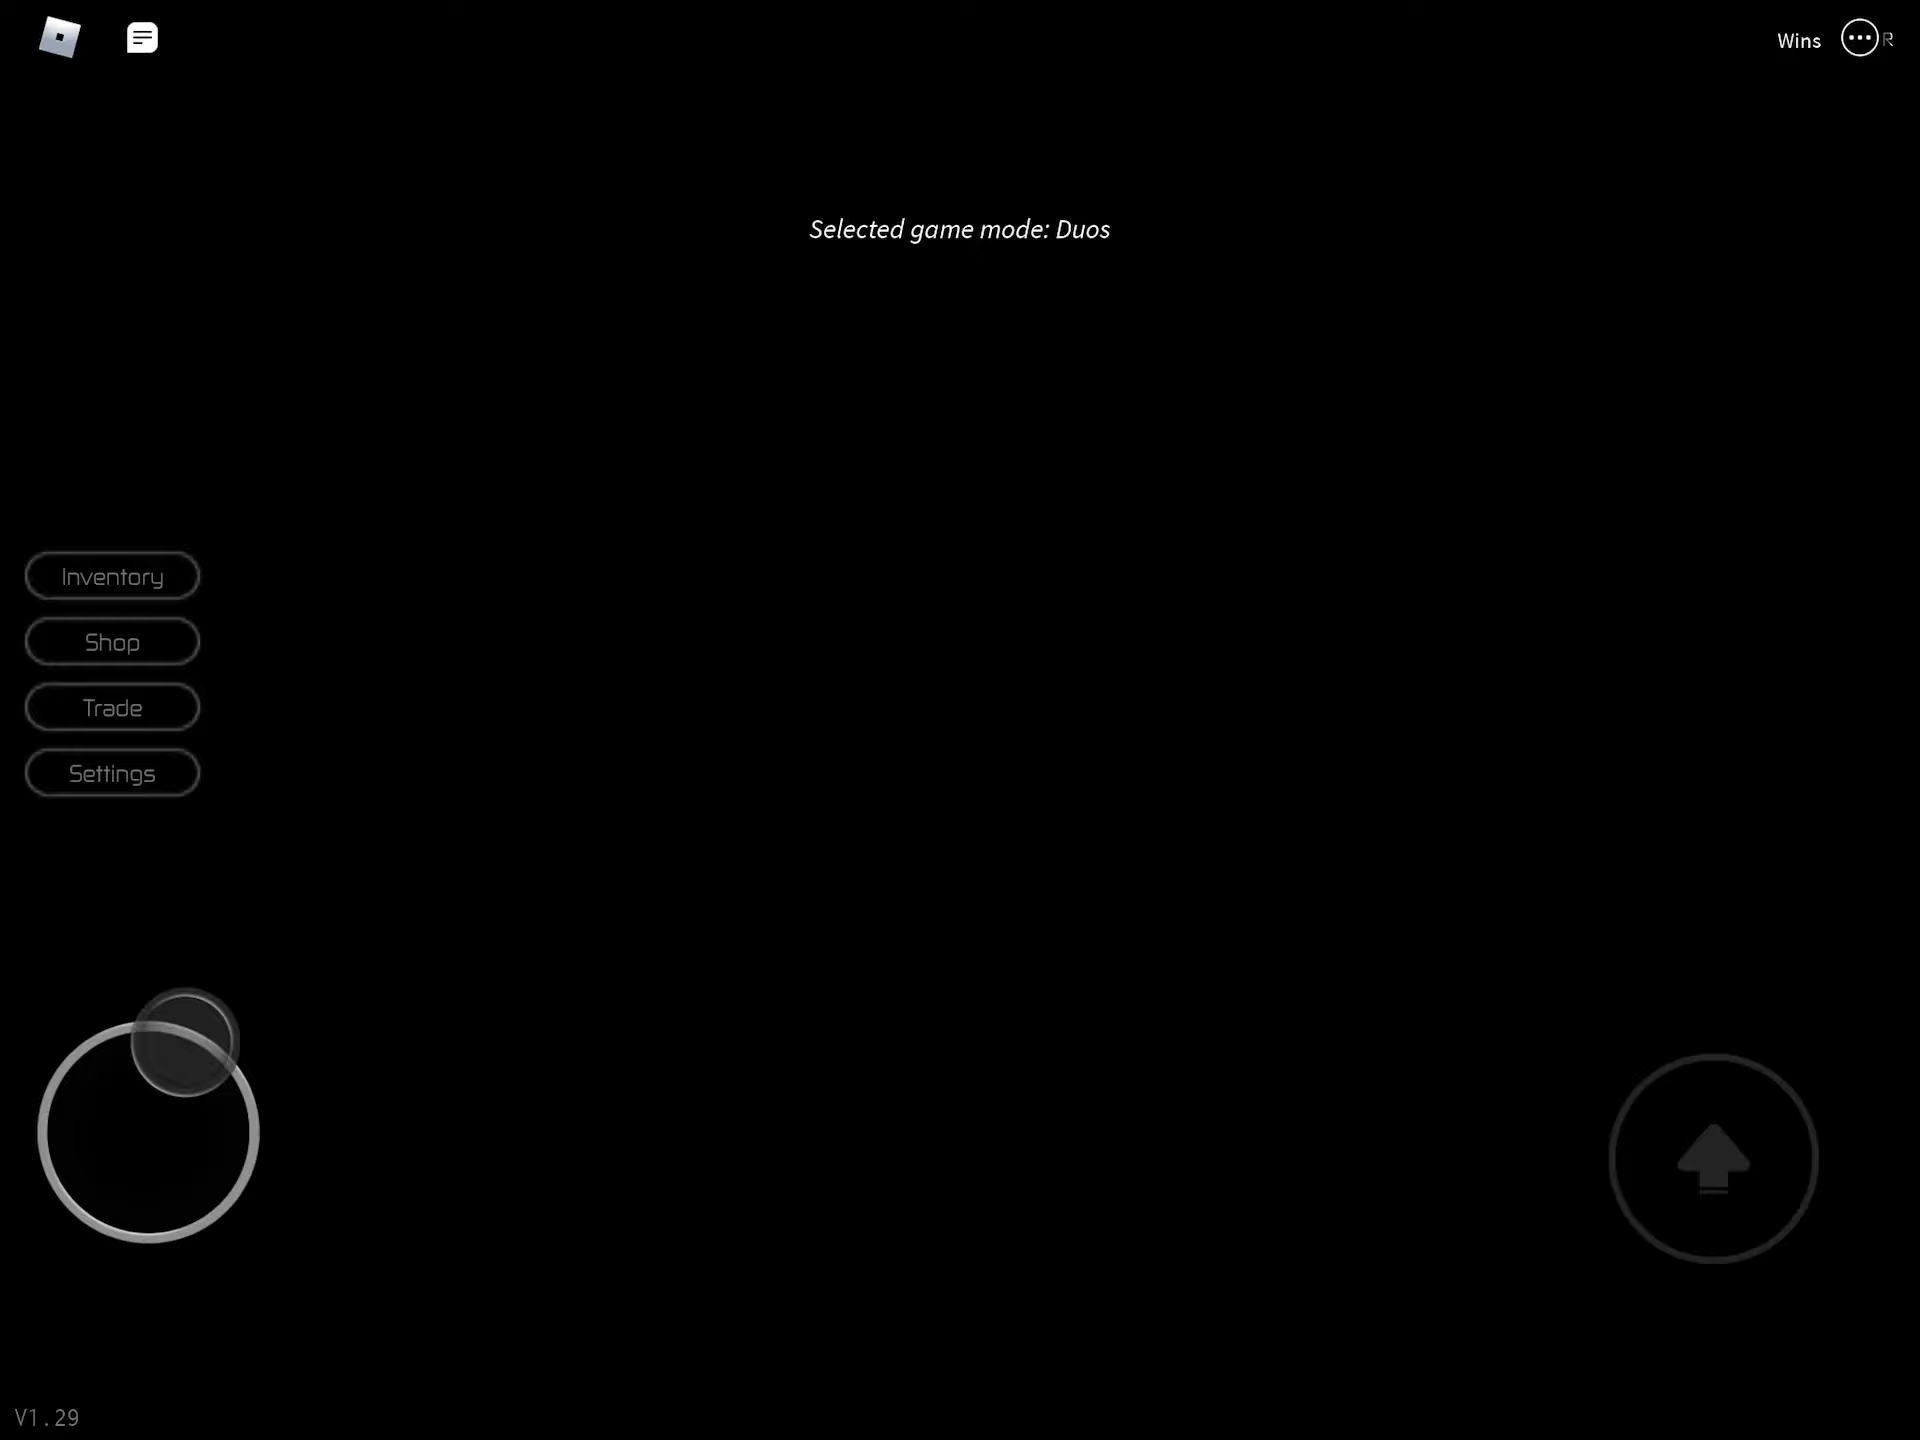 Wins
R
Selected game mode: Duos
Inventory
Shop
Trade
Settings
V1.29